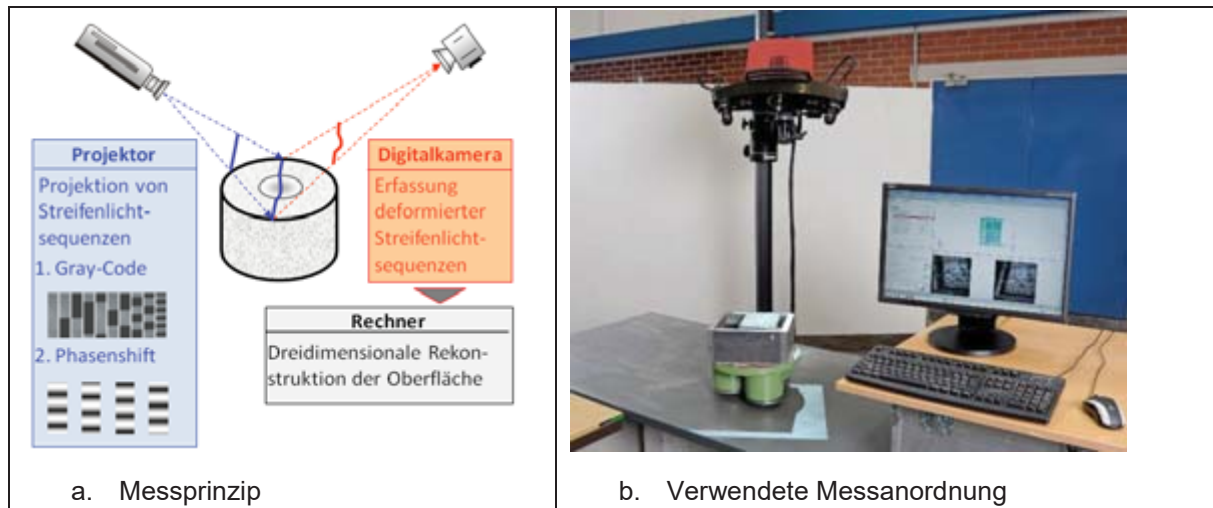 Projektor
Projektion von
Streifenlicht-
sequenzen
1. Gray-Code
2. Phasenshift
Digitalkamera
Erfassung
deformierter
Streifenlicht-
sequenzen
Rechner
Dreidimensionale Rekon-
struktion der Oberfläche
a. Messprinzip
b. Verwendete Messanordnung